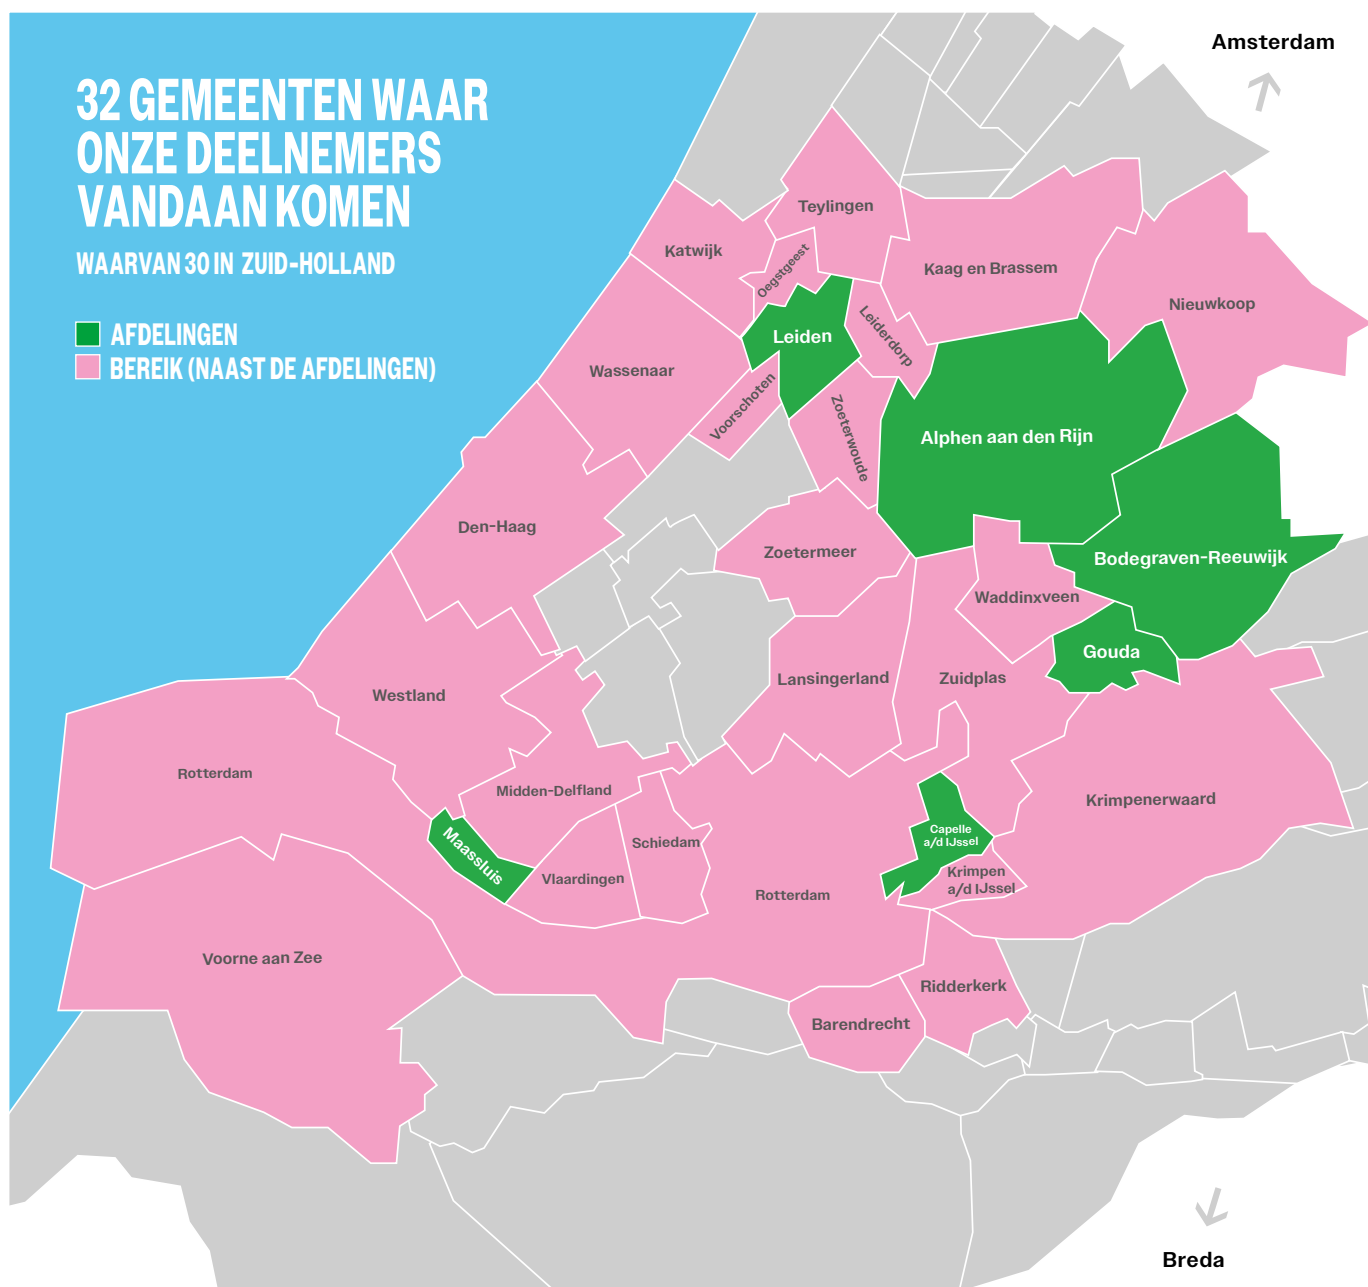 32 GEMEENTEN WAAR
ONZE DEELNEMERS
VANDAAN KOMEN
WAARVAN 30 IN ZUID-HOLLAND
AFDELINGEN
BEREIK (NAAST DE AFDELINGEN)
Amsterdam
Teylingen
Katwijk
Oegstgeest
Kaag en Brassem
Nieuwkoop
Leiden
Leiderdorp
Wassenaar
Voorschoten
Zoeterwoude
Alphen aan den Rijn
Den-Haag
Zoetermeer
Bodegraven-Reeuwijk
Waddinxveen
Gouda
Westland
Lansingerland
Zuidplas
Rotterdam
Midden-Delfland
Krimpenerwaard
Maassluis
Vlaardingen
Schiedam
Capelle
a/d IJssel
Krimpen
a/d IJssel
Rotterdam
Voorne aan Zee
Ridderkerk
Barendrecht
Breda